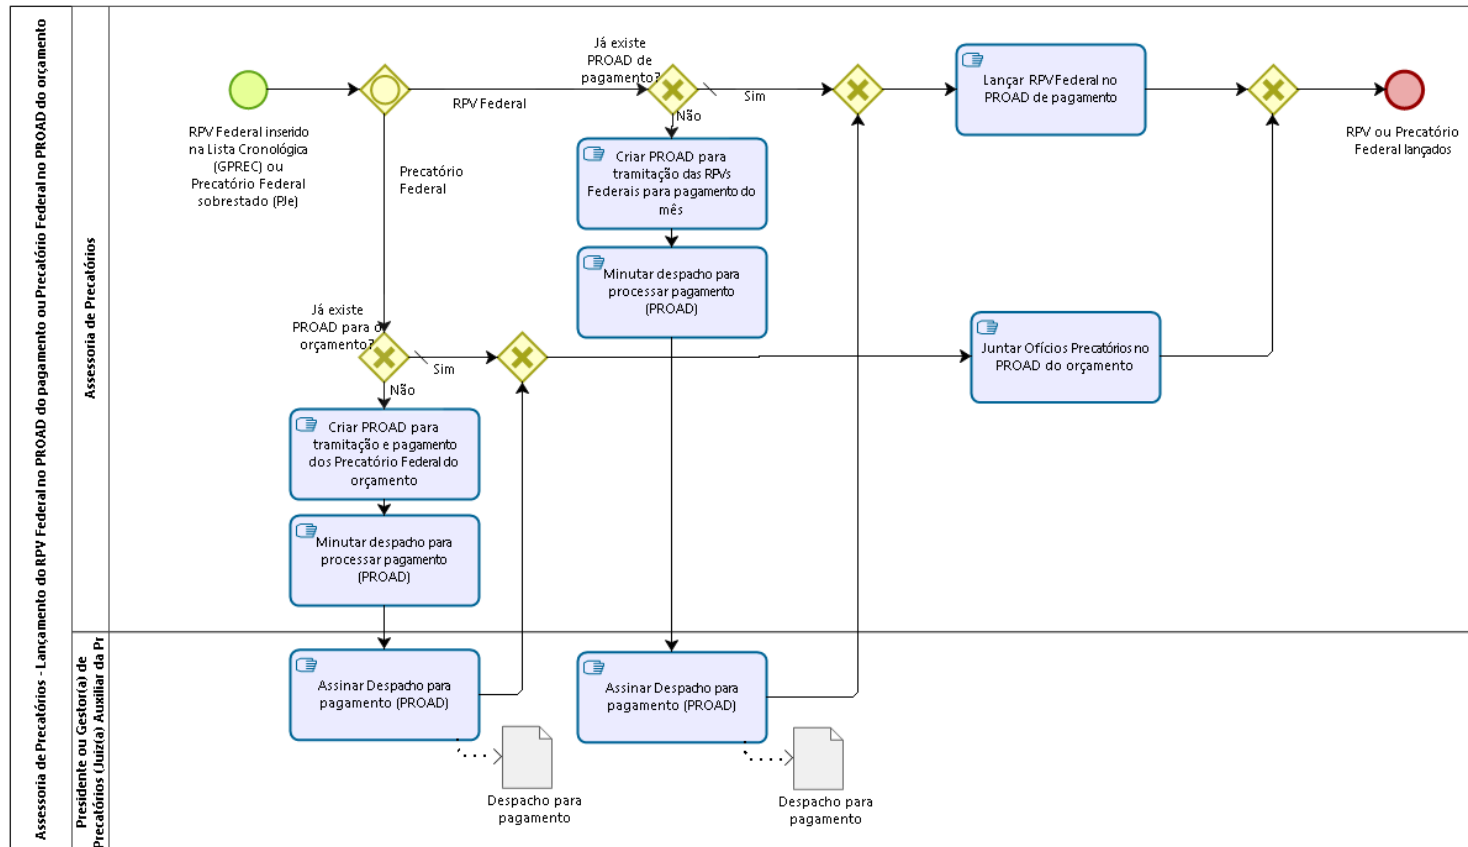 Assessoria de Precatórios - Lançamento do RPV Federal no PROAD do pagamento ou Precatório Federal no PROAD do orçamento
Assessoria de Precatórios
Presidente ou Gestor(a) de
Precatórios (Juiz(a) Auxiliar da Pr
RPV Federal inserido
na Lista Cronológica
(GPREC) ou
Precatório Federal
sobrestado (PJe)
RPV Federal
Precatório
Federal
Já existe
PROAD de
pagamento?
Sim
Não
Lançar RPV Federal no
PROAD de pagamento
RPV ou Precatório
Federal lançados
Criar PROAD para
tramitação das RPVs
Federais para pagamento do
mês
Minutar despacho para
processar pagamento
(PROAD)
Já existe
PROAD para o
orçamento?
Sim
Não
Juntar Ofícios Precatórios no
PROAD do orçamento
Criar PROAD para
tramitação e pagamento
dos Precatório Federal do
orçamento
Minutar despacho para
processar pagamento
(PROAD)
Assinar Despacho para
pagamento (PROAD)
Despacho para
pagamento
Assinar Despacho para
pagamento (PROAD)
Despacho para
pagamento